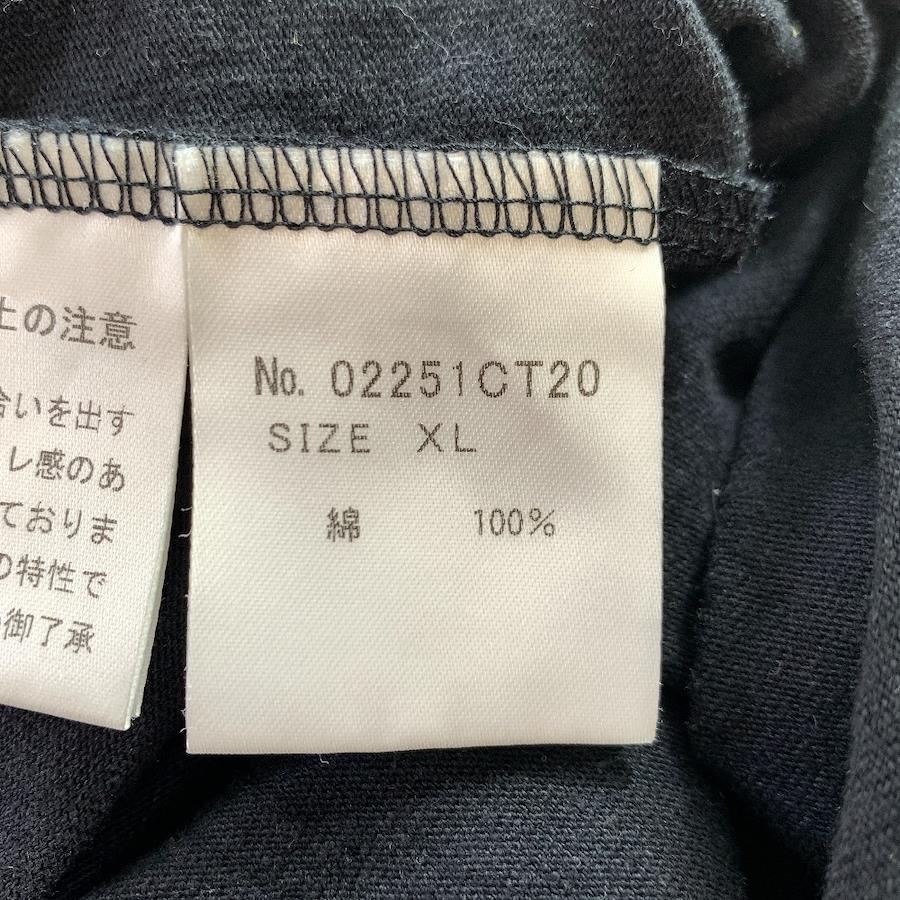 上の注意
合いを出す
レ感のあ
ておりま
の特性で
御了承
No. 02251CT20
SIZE XL
綿 100%